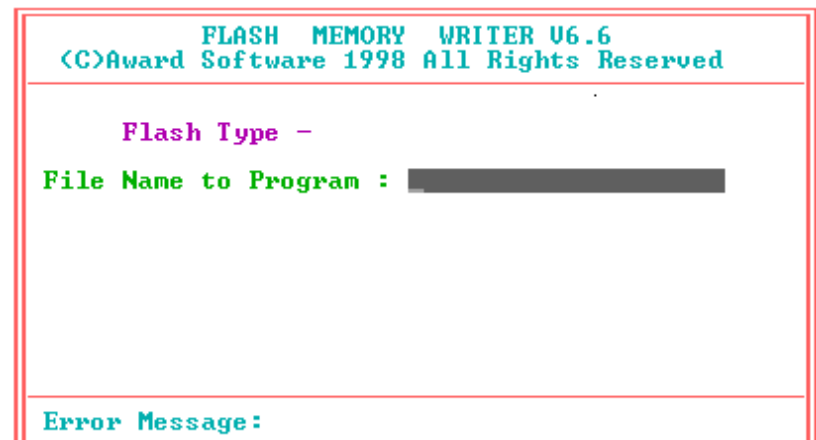 FLASH MEMORY WRITER V6.6
(C)Award Software 1998 All Rights Reserved
Flash Type -
File Name to Program :
Error Message: